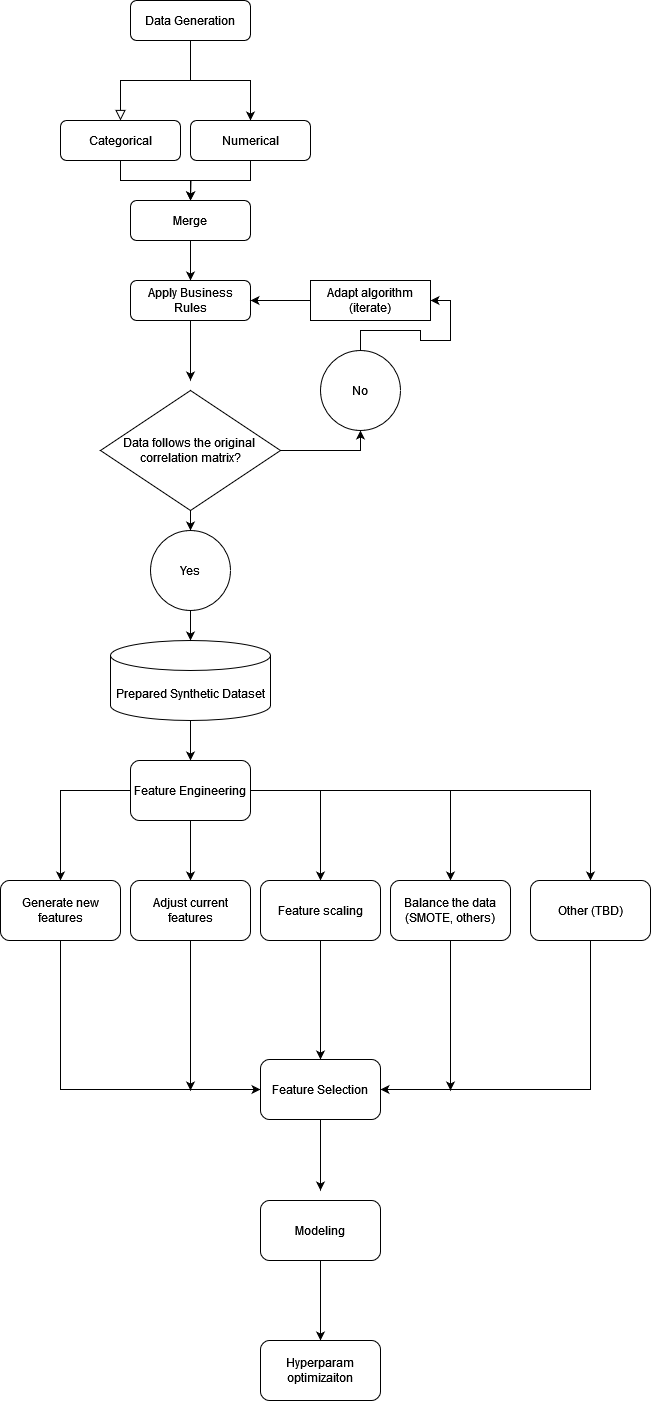 Data Generation
Categorical
Numerical
Merge
Apply Business
Rules
Adapt algorithm
(iterate)
No
Data follows the original
correlation matrix?
Yes
Prepared Synthetic Dataset
Feature Engineering
Generate new
features
Adjust current
features
Feature scaling
Balance the data
(SMOTE, others)
Other (TBD)
Feature Selection
Modeling
Hyperparam
optimizaiton